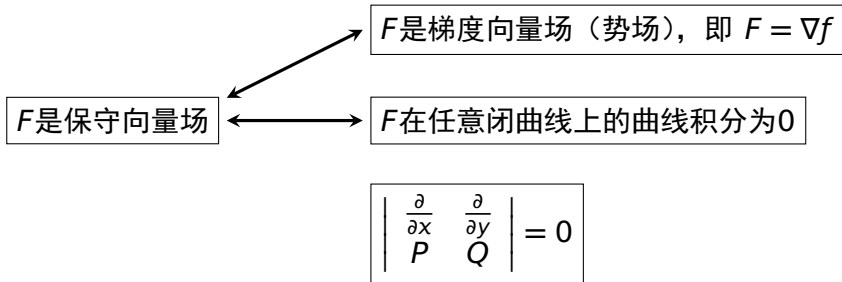 F是梯度向量场（势场），即 F = ∇f
F是保守向量场
F在任意闭曲线上的曲线积分为0
| ∂/∂x ∂/∂y |
| P Q | = 0